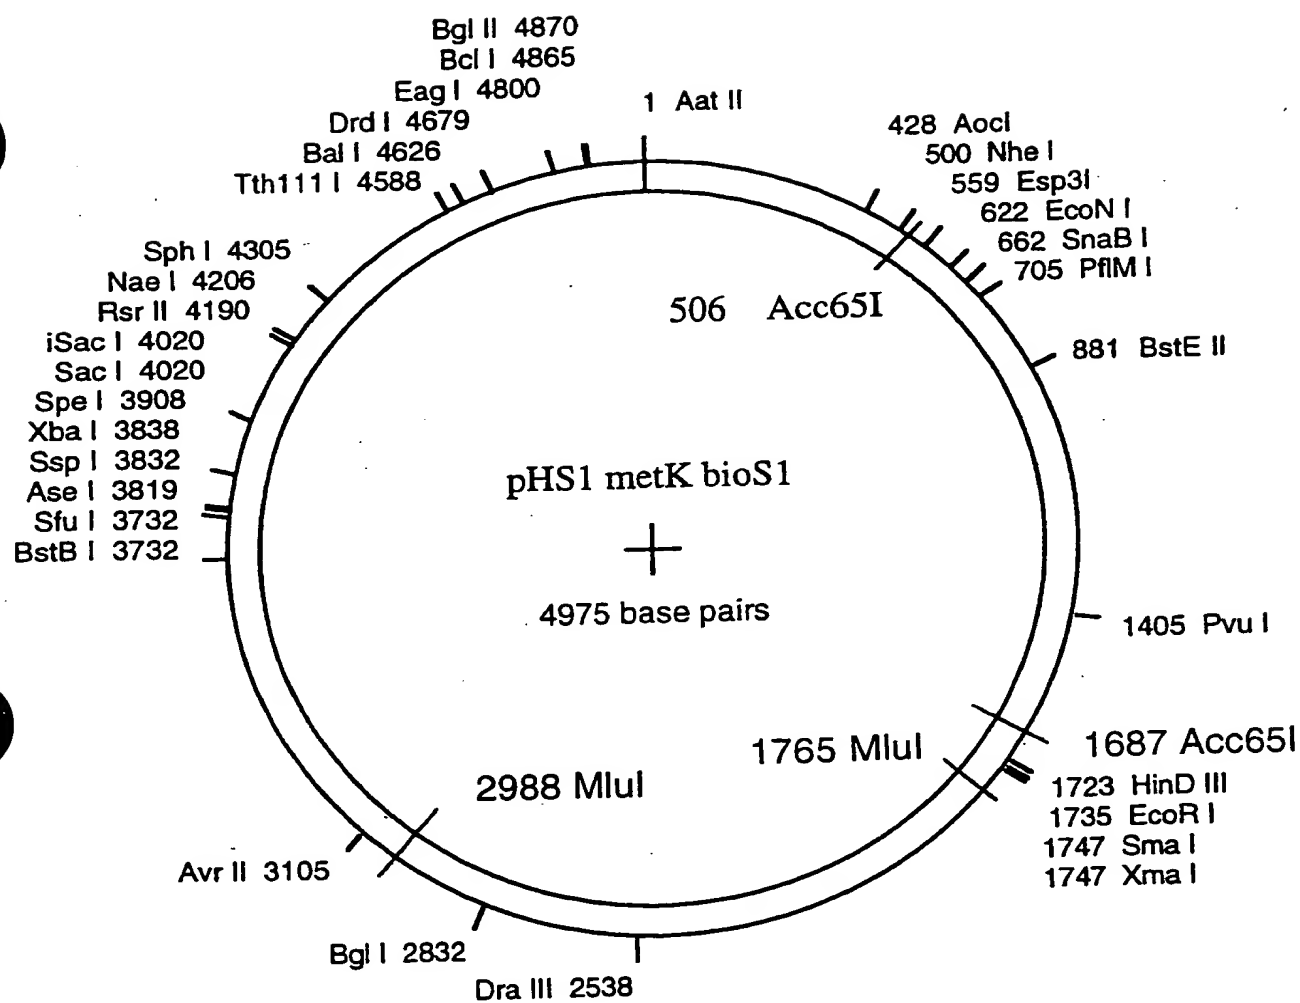 Bgl II 4870
Bcl I 4865
Eag I 4800
Drd I 4679
Bal I 4626
Tth111 I 4588
1 Aat II
428 AocI
500 Nhe I
559 Esp3I
622 EcoN I
662 SnaB I
705 PflM I
506 Acc65I
881 BstE II
Sph I 4305
Nae I 4206
Rsr II 4190
iSac I 4020
Sac I 4020
Spe I 3908
Xba I 3838
Ssp I 3832
Ase I 3819
Sfu I 3732
BstB I 3732
pHS1 metK bioS1
4975 base pairs
1405 Pvu I
1687 Acc65I
1765 MluI
1723 HinD III
1735 EcoR I
1747 Sma I
1747 Xma I
2988 MluI
Avr II 3105
Bgl I 2832
Dra III 2538